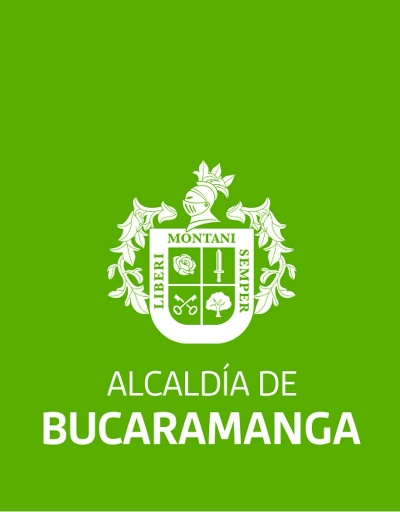 MONTANI
LIBERI
SEMPER
ALCALDÍA DE
BUCARAMANGA